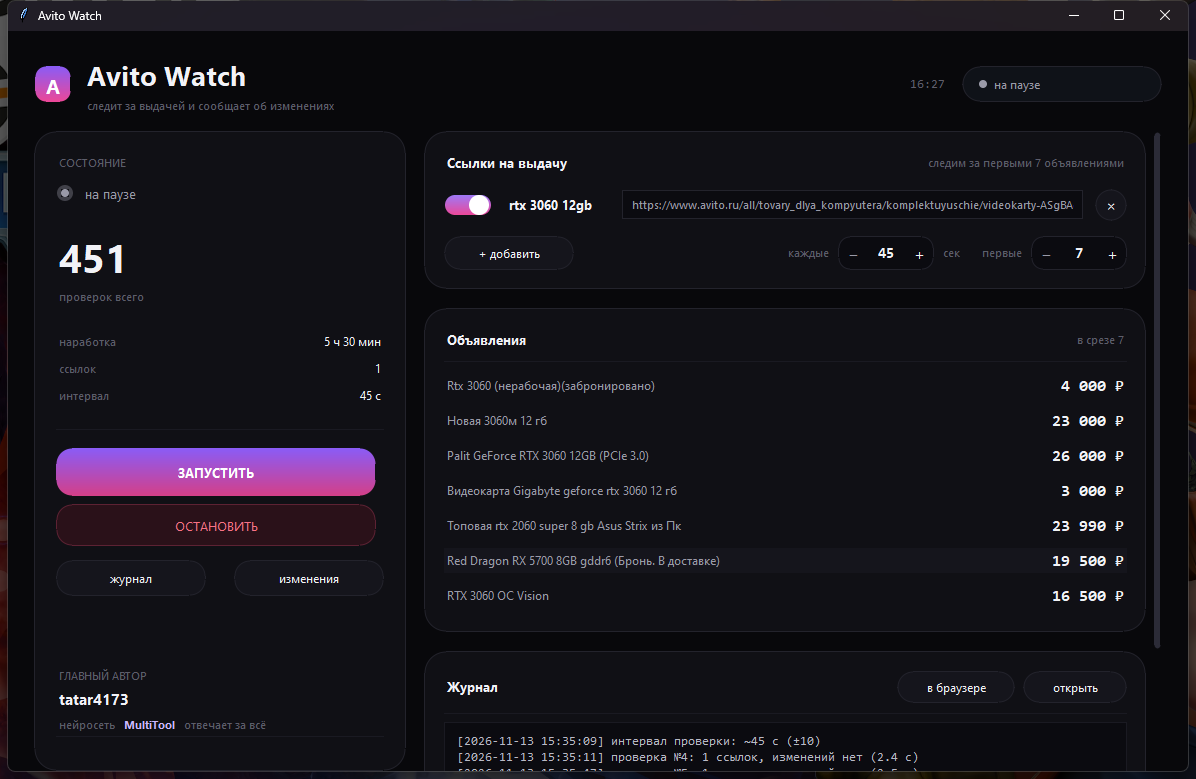 Avito Watch
A
Avito Watch
следит за выдачей и сообщает об изменениях
16:27
на паузе
СОСТОЯНИЕ
на паузе
451
проверок всего
наработка 5 ч 30 мин
ссылок 1
интервал 45 с
ЗАПУСТИТЬ
ОСТАНОВИТЬ
журнал изменения
ГЛАВНЫЙ АВТОР
tatar4173
нейросеть MultiTool отвечает за всё
Ссылки на выдачу следим за первыми 7 объявлениями
rtx 3060 12gb https://www.avito.ru/all/tovary_dlya_kompyutera/komplektuyuschie/videokarty-ASgBA ×
+ добавить каждые – 45 + сек первые – 7 +
Объявления в срезе 7
Rtx 3060 (нерабочая)(забронировано) 4 000 ₽
Новая 3060м 12 гб 23 000 ₽
Palit GeForce RTX 3060 12GB (PCIe 3.0) 26 000 ₽
Видеокарта Gigabyte geforce rtx 3060 12 гб 3 000 ₽
Топовая rtx 2060 super 8 gb Asus Strix из Пк 23 990 ₽
Red Dragon RX 5700 8GB gddr6 (Бронь. В доставке) 19 500 ₽
RTX 3060 OC Vision 16 500 ₽
Журнал в браузере открыть
[2026-11-13 15:35:09] интервал проверки: ~45 с (±10)
[2026-11-13 15:35:11] проверка №4: 1 ссылок, изменений нет (2.4 с)